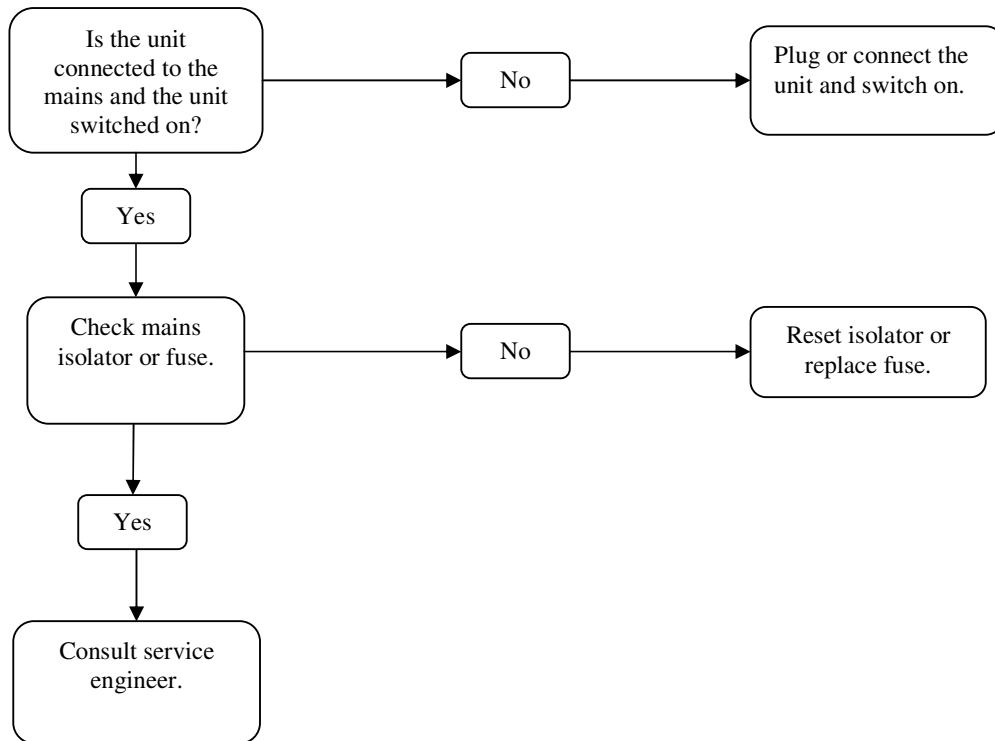 Is the unit
connected to the
mains and the unit
switched on?
No
Plug or connect the
unit and switch on.
Yes
Check mains
isolator or fuse.
No
Reset isolator or
replace fuse.
Yes
Consult service
engineer.